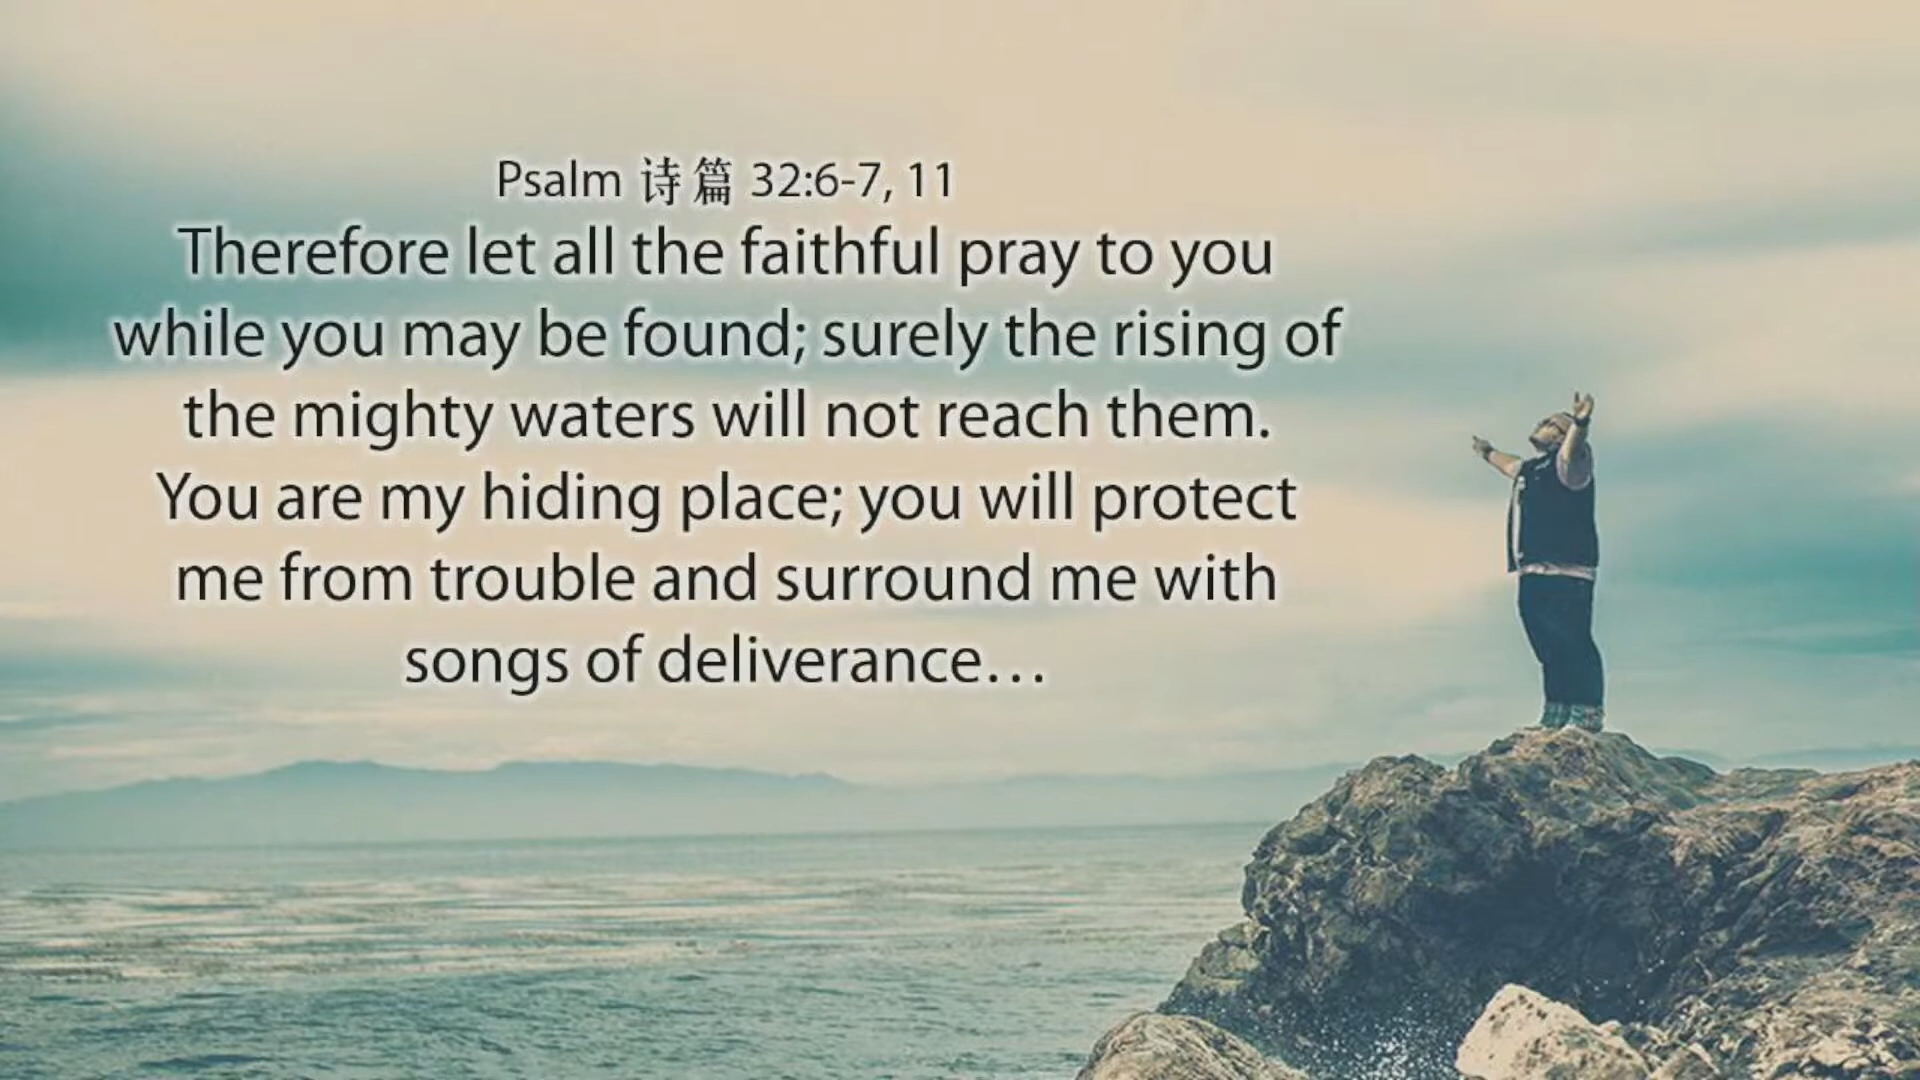 Psalm 诗篇 32:6-7, 11
Therefore let all the faithful pray to you
while you may be found; surely the rising of
the mighty waters will not reach them.
You are my hiding place; you will protect
me from trouble and surround me with
songs of deliverance…